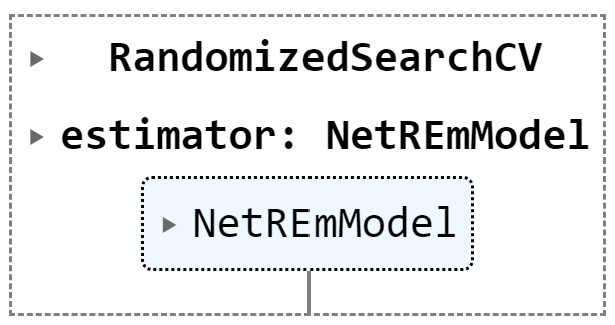 RandomizedSearchCV
estimator: NetREmModel
NetREmModel